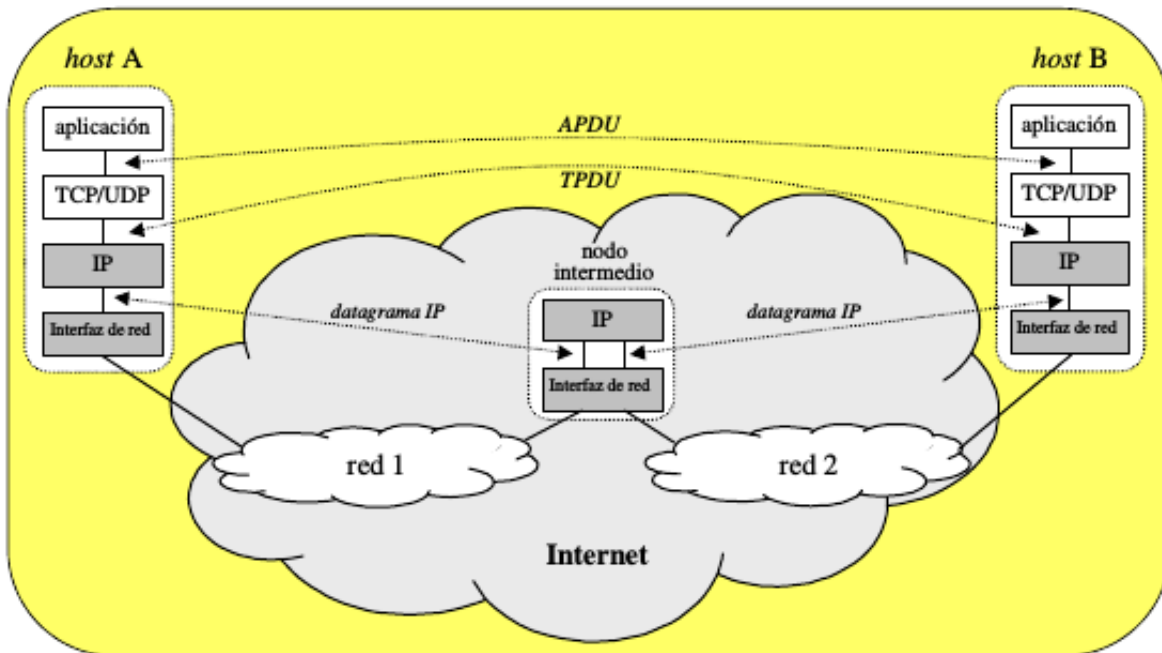 host A
host B
aplicación
TCP/UDP
IP
Interfaz de red
APDU
TPDU
nodo
intermedio
datagrama IP
datagrama IP
IP
Interfaz de red
aplicación
TCP/UDP
IP
Interfaz de red
red 1
red 2
Internet